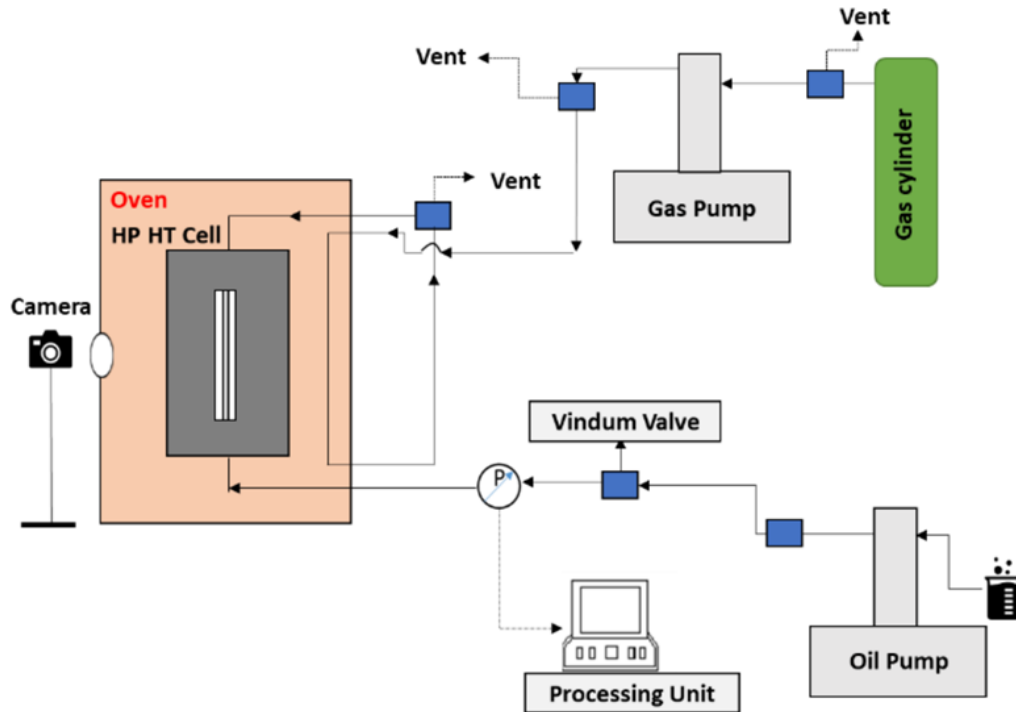 Vent
Vent
Gas cylinder
Gas Pump
Vent
Oven
HP HT Cell
Camera
Vindum Valve
P
Oil Pump
Processing Unit